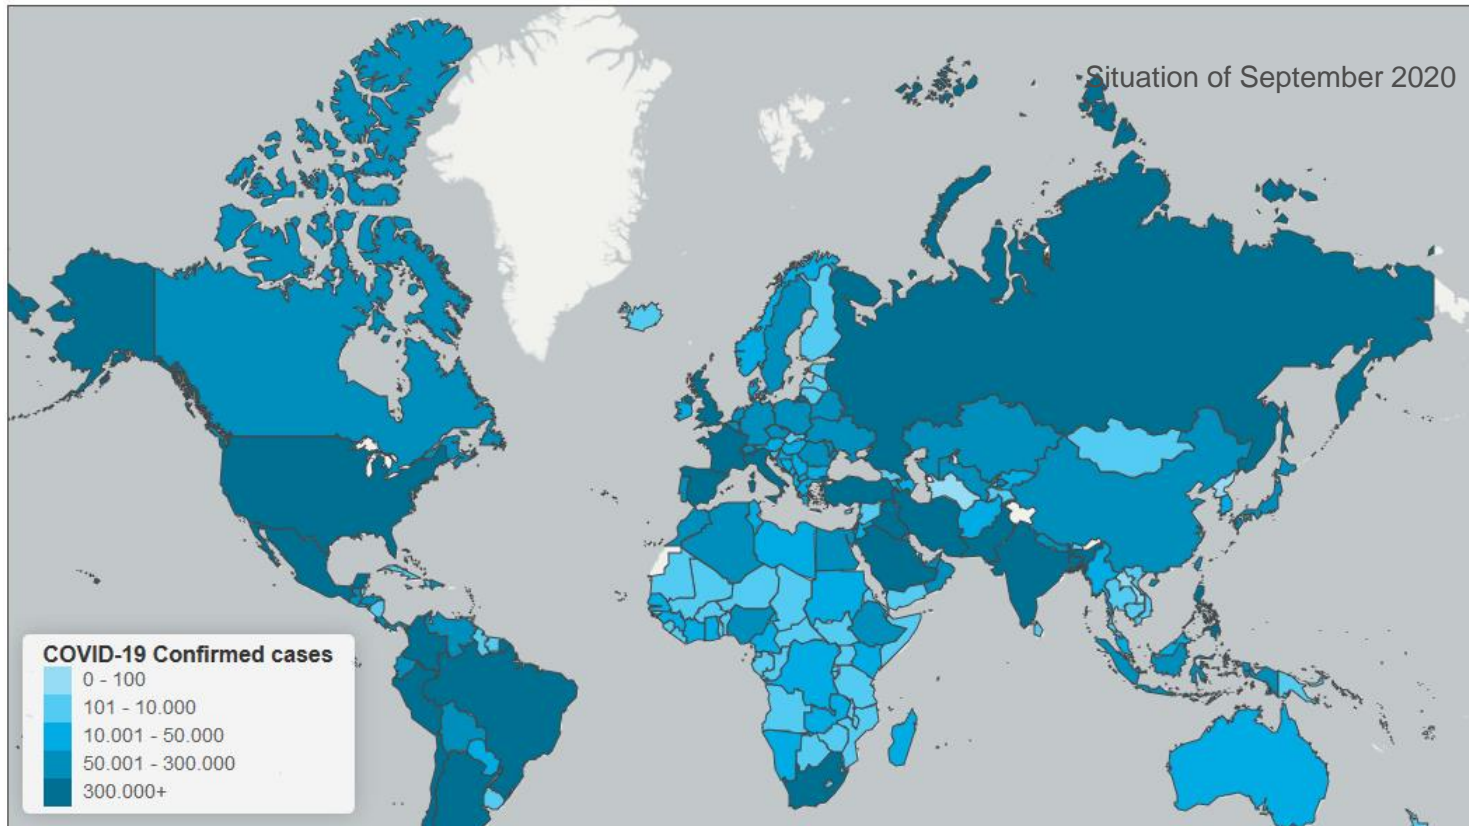 Situation of September 2020
COVID-19 Confirmed cases
0 - 100
101 - 10.000
10.001 - 50.000
50.001 - 300.000
300.000+